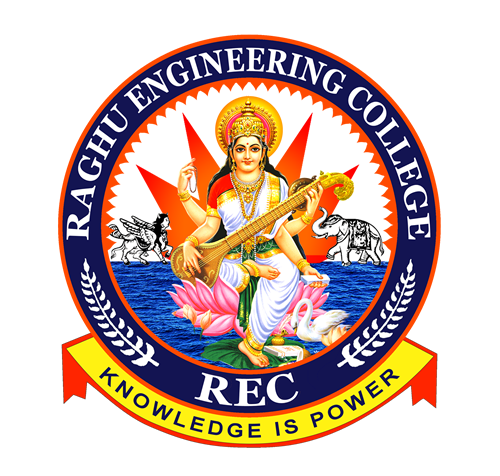 RAGHU ENGINEERING COLLEGE
REC
KNOWLEDGE IS POWER